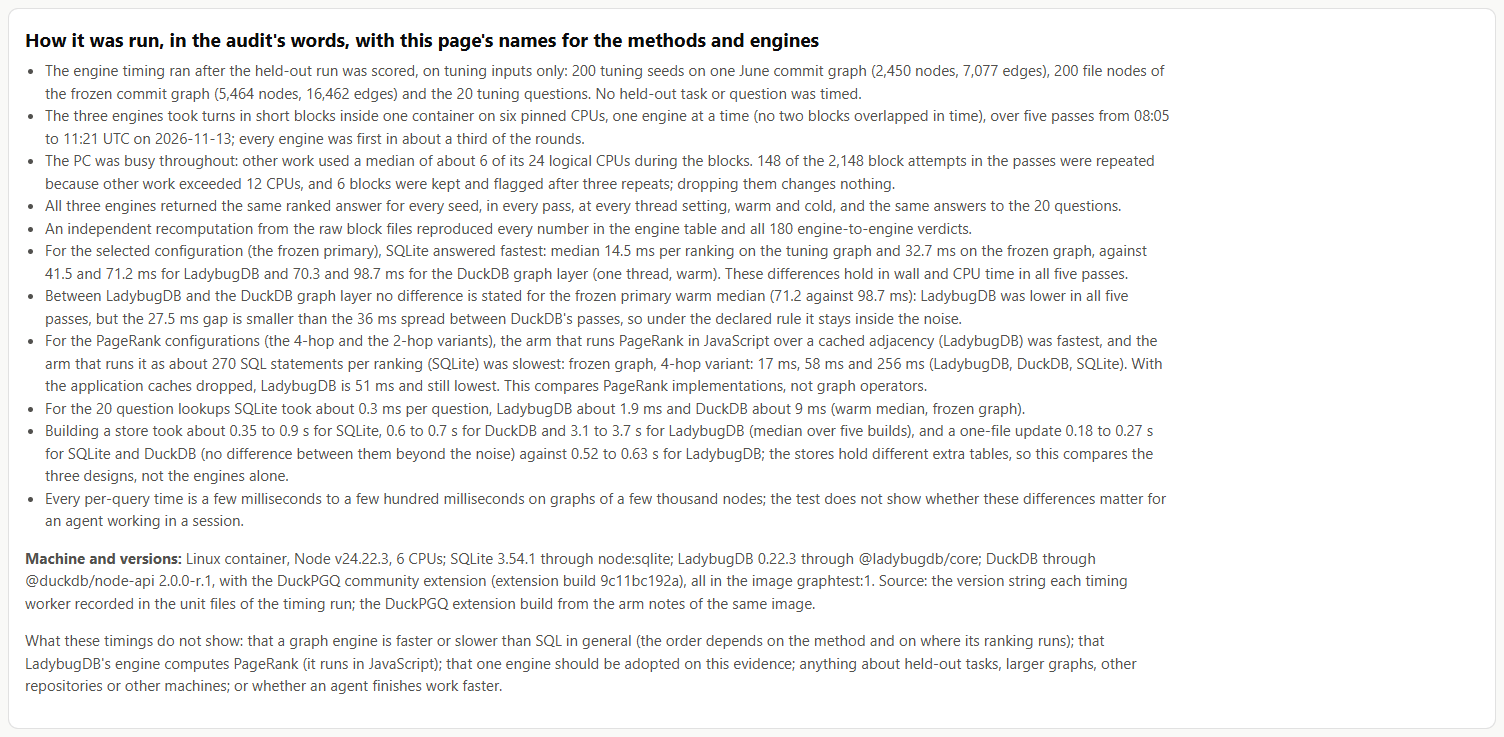 How it was run, in the audit's words, with this page's names for the methods and engines
• The engine timing ran after the held-out run was scored, on tuning inputs only: 200 tuning seeds on one June commit graph (2,450 nodes, 7,077 edges), 200 file nodes of
the frozen commit graph (5,464 nodes, 16,462 edges) and the 20 tuning questions. No held-out task or question was timed.
• The three engines took turns in short blocks inside one container on six pinned CPUs, one engine at a time (no two blocks overlapped in time), over five passes from 08:05
to 11:21 UTC on 2026-11-13; every engine was first in about a third of the rounds.
• The PC was busy throughout: other work used a median of about 6 of its 24 logical CPUs during the blocks. 148 of the 2,148 block attempts in the passes were repeated
because other work exceeded 12 CPUs, and 6 blocks were kept and flagged after three repeats; dropping them changes nothing.
• All three engines returned the same ranked answer for every seed, in every pass, at every thread setting, warm and cold, and the same answers to the 20 questions.
• An independent recomputation from the raw block files reproduced every number in the engine table and all 180 engine-to-engine verdicts.
• For the selected configuration (the frozen primary), SQLite answered fastest: median 14.5 ms per ranking on the tuning graph and 32.7 ms on the frozen graph, against
41.5 and 71.2 ms for LadybugDB and 70.3 and 98.7 ms for the DuckDB graph layer (one thread, warm). These differences hold in wall and CPU time in all five passes.
• Between LadybugDB and the DuckDB graph layer no difference is stated for the frozen primary warm median (71.2 against 98.7 ms): LadybugDB was lower in all five
passes, but the 27.5 ms gap is smaller than the 36 ms spread between DuckDB's passes, so under the declared rule it stays inside the noise.
• For the PageRank configurations (the 4-hop and the 2-hop variants), the arm that runs PageRank in JavaScript over a cached adjacency (LadybugDB) was fastest, and the
arm that runs it as about 270 SQL statements per ranking (SQLite) was slowest: frozen graph, 4-hop variant: 17 ms, 58 ms and 256 ms (LadybugDB, DuckDB, SQLite). With
the application caches dropped, LadybugDB is 51 ms and still lowest. This compares PageRank implementations, not graph operators.
• For the 20 question lookups SQLite took about 0.3 ms per question, LadybugDB about 1.9 ms and DuckDB about 9 ms (warm median, frozen graph).
• Building a store took about 0.35 to 0.9 s for SQLite, 0.6 to 0.7 s for DuckDB and 3.1 to 3.7 s for LadybugDB (median over five builds), and a one-file update 0.18 to 0.27 s
for SQLite and DuckDB (no difference between them beyond the noise) against 0.52 to 0.63 s for LadybugDB; the stores hold different extra tables, so this compares the
three designs, not the engines alone.
• Every per-query time is a few milliseconds to a few hundred milliseconds on graphs of a few thousand nodes; the test does not show whether these differences matter for
an agent working in a session.
Machine and versions: Linux container, Node v24.22.3, 6 CPUs; SQLite 3.54.1 through node:sqlite; LadybugDB 0.22.3 through @ladybugdb/core; DuckDB through
@duckdb/node-api 2.0.0-r.1, with the DuckPGQ community extension (extension build 9c11bc192a), all in the image graphtest:1. Source: the version string each timing
worker recorded in the unit files of the timing run; the DuckPGQ extension build from the arm notes of the same image.
What these timings do not show: that a graph engine is faster or slower than SQL in general (the order depends on the method and on where its ranking runs); that
LadybugDB's engine computes PageRank (it runs in JavaScript); that one engine should be adopted on this evidence; anything about held-out tasks, larger graphs, other
repositories or other machines; or whether an agent finishes work faster.